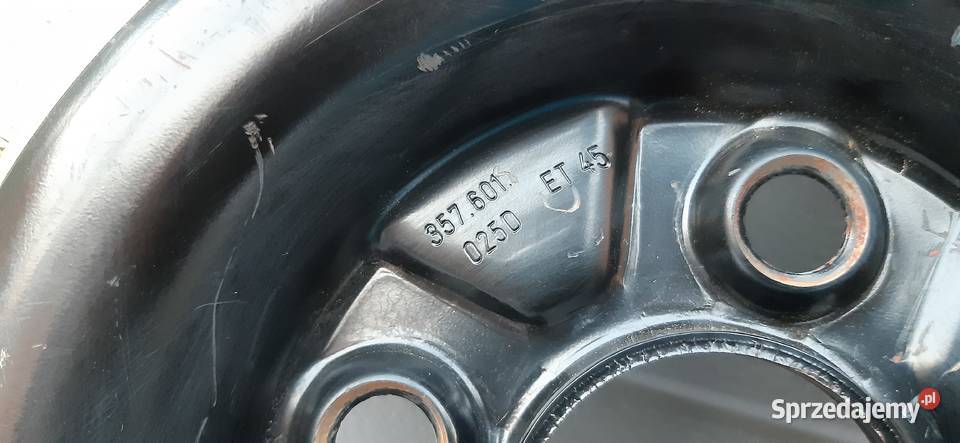 357.601.
025D
ET 45
Sprzedajemy.pl